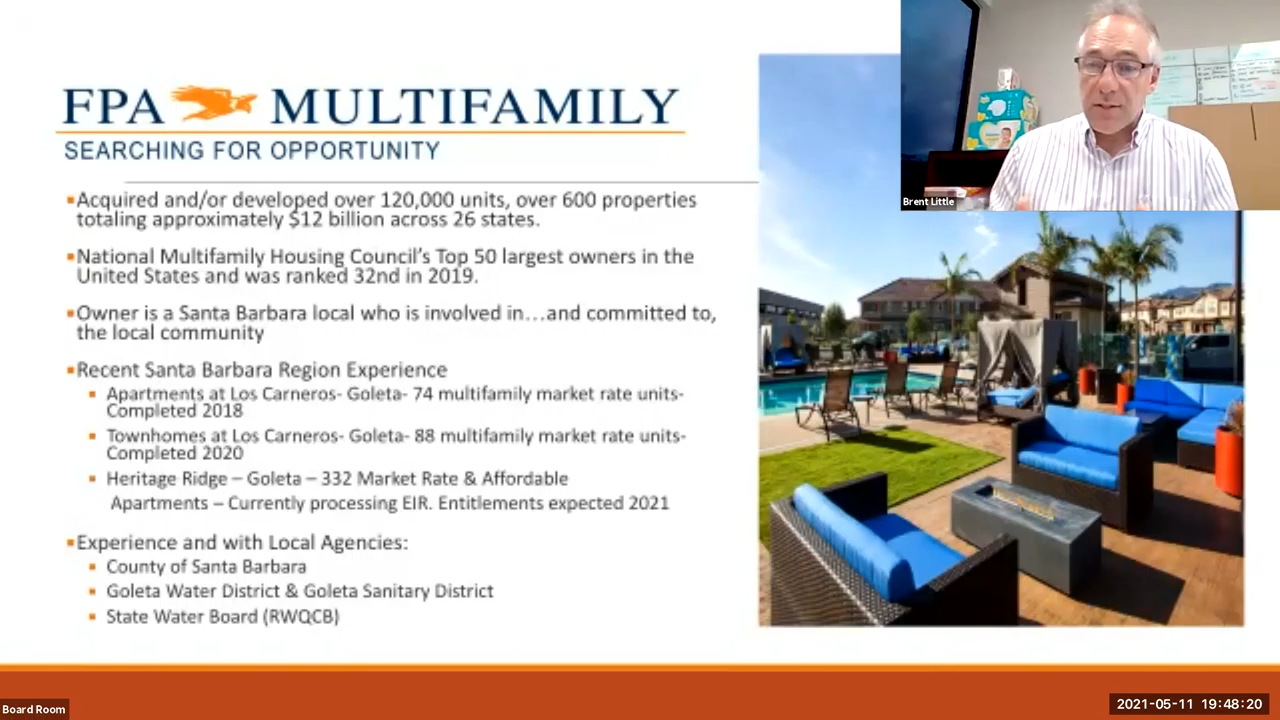 FPA MULTIFAMILY
SEARCHING FOR OPPORTUNITY
▪Acquired and/or developed over 120,000 units, over 600 properties
totaling approximately $12 billion across 26 states.
▪National Multifamily Housing Council's Top 50 largest owners in the
United States and was ranked 32nd in 2019.
▪Owner is a Santa Barbara local who is involved in…and committed to,
the local community
▪Recent Santa Barbara Region Experience
▪ Apartments at Los Carneros- Goleta- 74 multifamily market rate units-
Completed 2018
▪ Townhomes at Los Carneros- Goleta- 88 multifamily market rate units-
Completed 2020
▪ Heritage Ridge – Goleta – 332 Market Rate & Affordable
Apartments – Currently processing EIR. Entitlements expected 2021
▪Experience and with Local Agencies:
▪ County of Santa Barbara
▪ Goleta Water District & Goleta Sanitary District
▪ State Water Board (RWQCB)
Brent Little
Board Room
2021-05-11 19:48:20